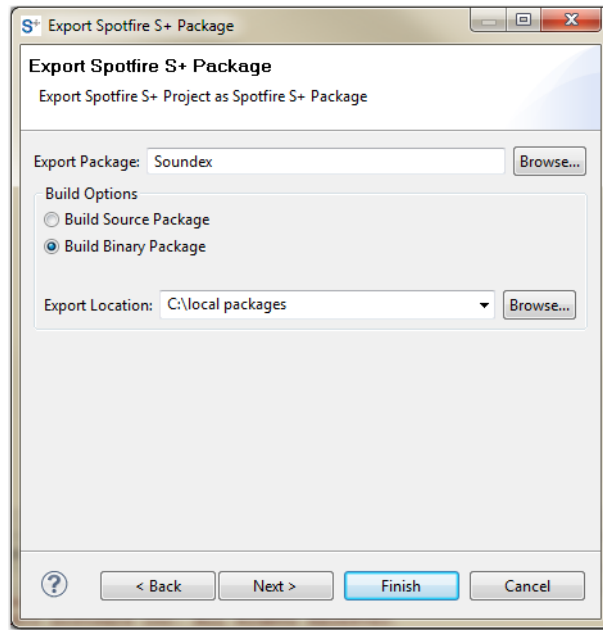 S+ Export Spotfire S+ Package
Export Spotfire S+ Package
Export Spotfire S+ Project as Spotfire S+ Package
Export Package: Soundex Browse...
Build Options
Build Source Package
Build Binary Package
Export Location: C:\local packages Browse...
? < Back Next > Finish Cancel